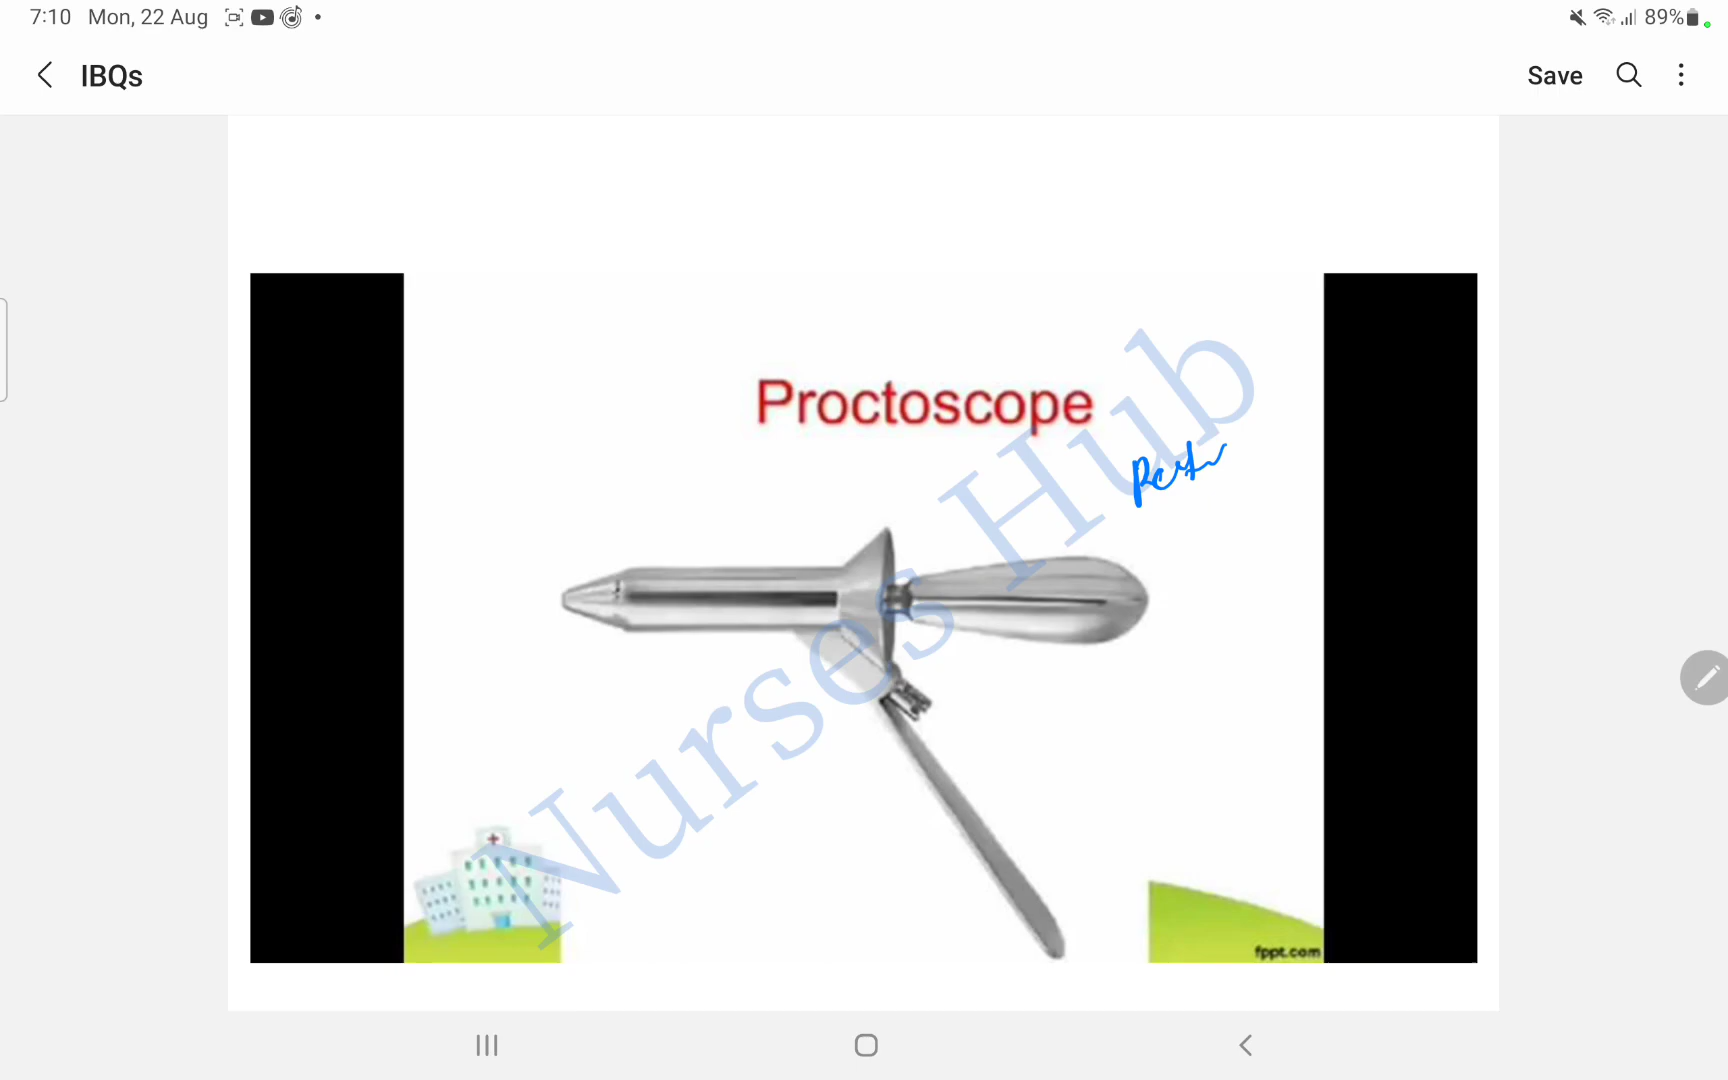 7:10 Mon, 22 Aug 89%
IBQs Save
Proctoscope
Nurses Hub
fppt.com